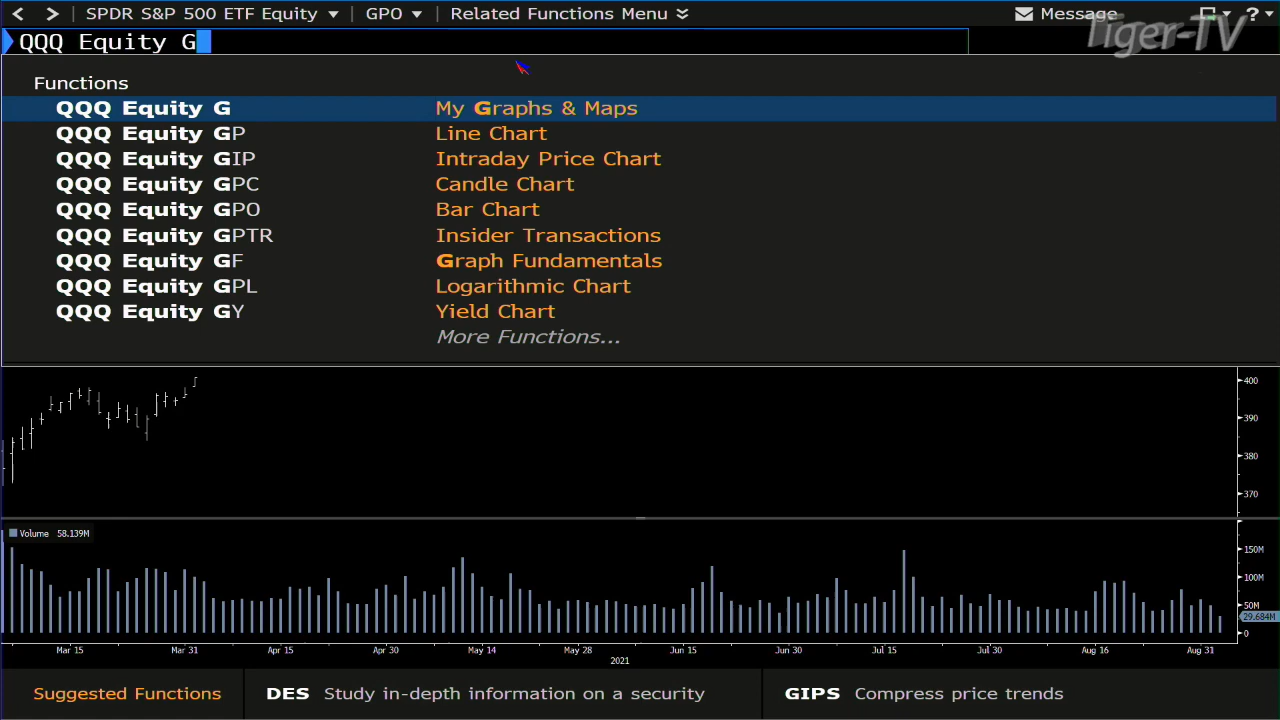 SPDR S&P 500 ETF Equity GPO Related Functions Menu Message ?
Tiger-TV
QQQ Equity G
Functions
QQQ Equity G My Graphs & Maps
QQQ Equity GP Line Chart
QQQ Equity GIP Intraday Price Chart
QQQ Equity GPC Candle Chart
QQQ Equity GPO Bar Chart
QQQ Equity GPTR Insider Transactions
QQQ Equity GF Graph Fundamentals
QQQ Equity GPL Logarithmic Chart
QQQ Equity GY Yield Chart
More Functions...
400
390
380
370
Volume 58.139M
150M
100M
50M
29.684M
0
Mar 15 Mar 31 Apr 15 Apr 30 May 14 May 28 Jun 15 Jun 30 Jul 15 Jul 30 Aug 16 Aug 31
2021
Suggested Functions DES Study in-depth information on a security GIPS Compress price trends